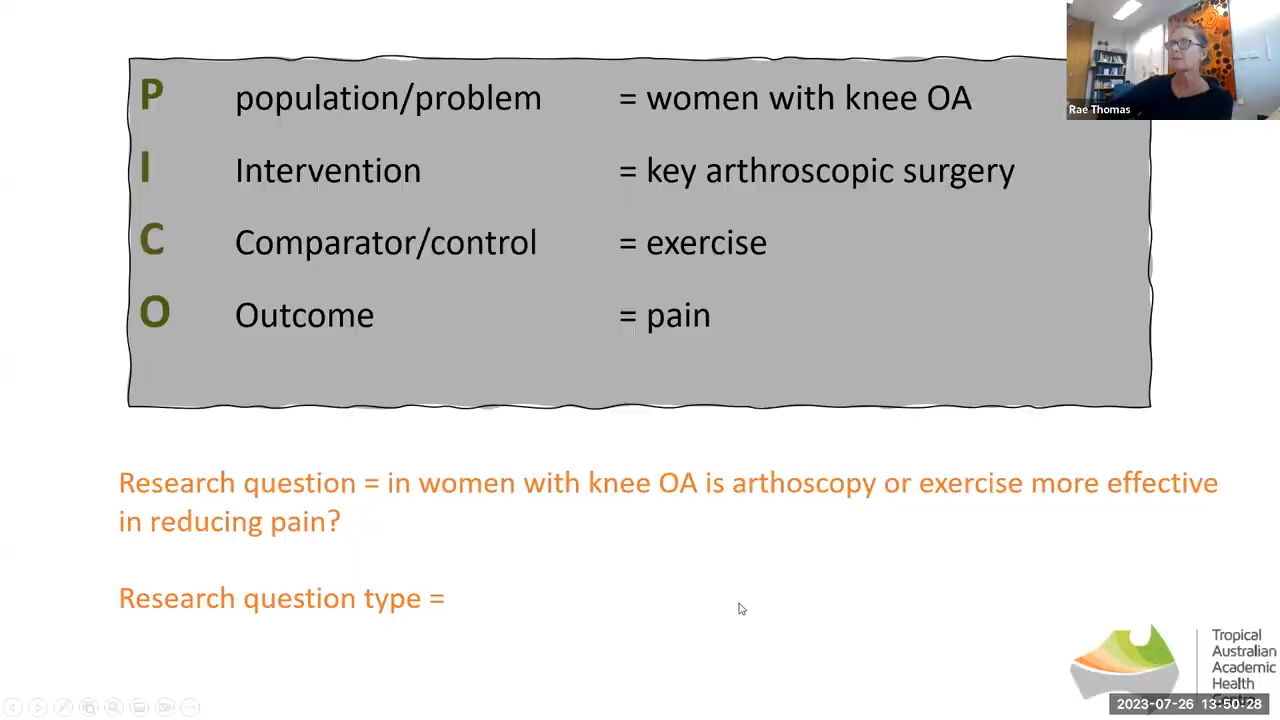 P population/problem = women with knee OA
I Intervention = key arthroscopic surgery
C Comparator/control = exercise
O Outcome = pain
Rae Thomas
Research question = in women with knee OA is arthoscopy or exercise more effective
in reducing pain?
Research question type =
Tropical
Australian
Academic
Health
Centre
2023-07-26 13:50:28